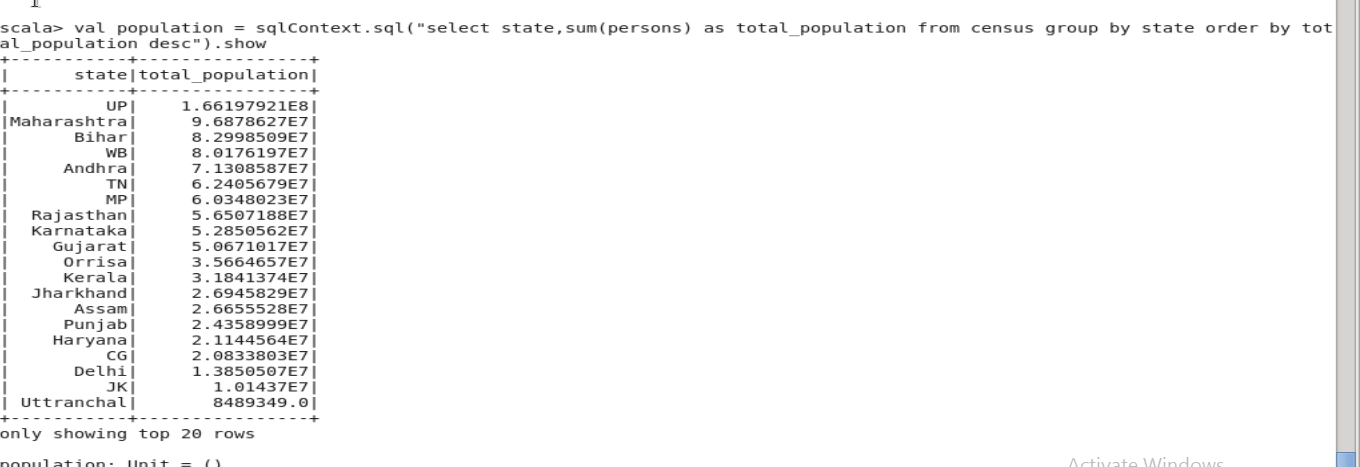 scala> val population = sqlContext.sql("select state,sum(persons) as total_population from census group by state order by tot
al_population desc").show
+-----------+----------------+
|      state|total_population|
+-----------+----------------+
|         UP|    1.66197921E8|
|Maharashtra|     9.6878627E7|
|      Bihar|     8.2998509E7|
|         WB|     8.0176197E7|
|     Andhra|     7.1308587E7|
|         TN|     6.2405679E7|
|         MP|     6.0348023E7|
|  Rajasthan|     5.6507188E7|
|  Karnataka|     5.2850562E7|
|    Gujarat|     5.0671017E7|
|     Orrisa|     3.5664657E7|
|     Kerala|     3.1841374E7|
|  Jharkhand|     2.6945829E7|
|      Assam|     2.6655528E7|
|     Punjab|     2.4358999E7|
|    Haryana|     2.1144564E7|
|         CG|     2.0833803E7|
|      Delhi|     1.3850507E7|
|         JK|       1.01437E7|
| Uttranchal|       8489349.0|
+-----------+----------------+
only showing top 20 rows
population: Unit = ()
Activate Windows